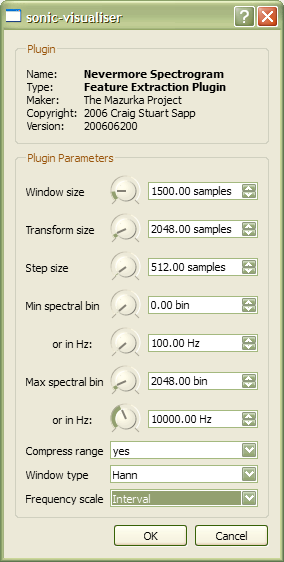 sonic-visualiser
Plugin
Name: Nevermore Spectrogram
Type: Feature Extraction Plugin
Maker: The Mazurka Project
Copyright: 2006 Craig Stuart Sapp
Version: 200606200
Plugin Parameters
Window size 1500.00 samples
Transform size 2048.00 samples
Step size 512.00 samples
Min spectral bin 0.00 bin
or in Hz: 100.00 Hz
Max spectral bin 2048.00 bin
or in Hz: 10000.00 Hz
Compress range yes
Window type Hann
Frequency scale Interval
OK Cancel